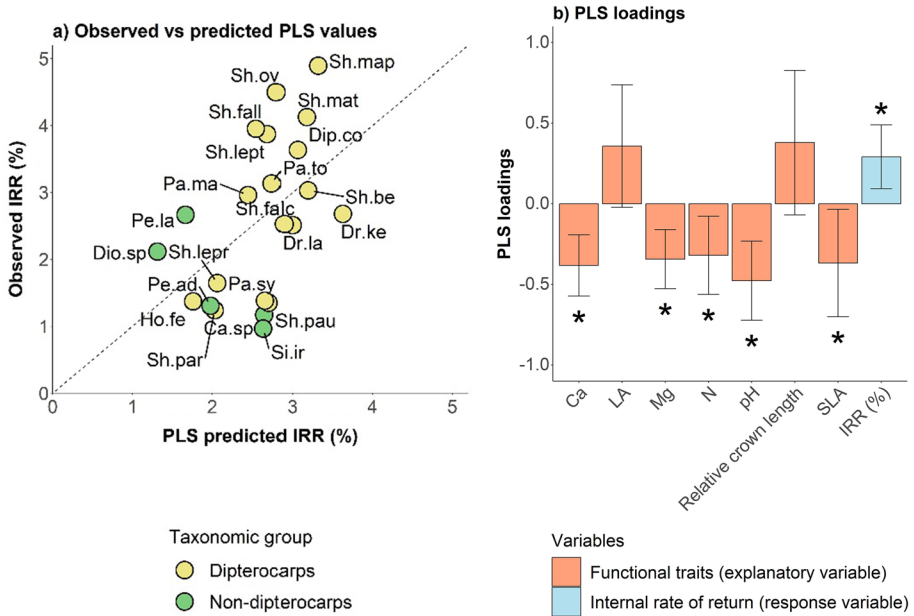 a) Observed vs predicted PLS values
Observed IRR (%)
5
4
3
2
1
0
Sh.map
Sh.ov
Sh.mat
Sh.fall
Dip.co
Sh.lept
Pa.to
Pa.ma
Sh.be
Sh.falc
Pe.la
Dr.la
Dr.ke
Dio.sp
Sh.lepr
Pe.ad
Pa.sy
Ho.fe
Ca.sp
Sh.pau
Sh.par
Si.ir
0
1
2
3
4
5
PLS predicted IRR (%)
Taxonomic group
Dipterocarps
Non-dipterocarps
b) PLS loadings
PLS loadings
1.0
0.5
0.0
-0.5
-1.0
*
*
*
*
*
*
Ca
LA
Mg
N
pH
Relative crown length
SLA
IRR (%)
Variables
Functional traits (explanatory variable)
Internal rate of return (response variable)